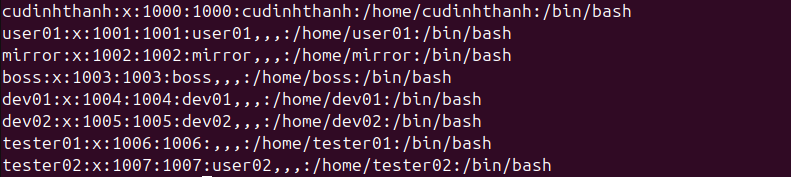 cudinhthanh:x:1000:1000:cudinhthanh:/home/cudinhthanh:/bin/bash
user01:x:1001:1001:user01,,,:/home/user01:/bin/bash
mirror:x:1002:1002:mirror,,,:/home/mirror:/bin/bash
boss:x:1003:1003:boss,,,:/home/boss:/bin/bash
dev01:x:1004:1004:dev01,,,:/home/dev01:/bin/bash
dev02:x:1005:1005:dev02,,,:/home/dev02:/bin/bash
tester01:x:1006:1006:,,,:/home/tester01:/bin/bash
tester02:x:1007:1007:user02,,,:/home/tester02:/bin/bash